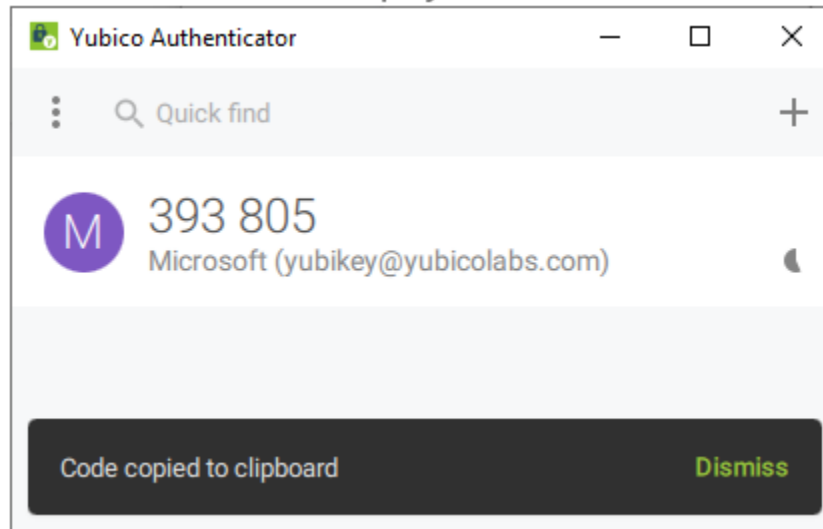 Yubico Authenticator
Quick find
M
393 805
Microsoft (yubikey@yubicolabs.com)
Code copied to clipboard
Dismiss